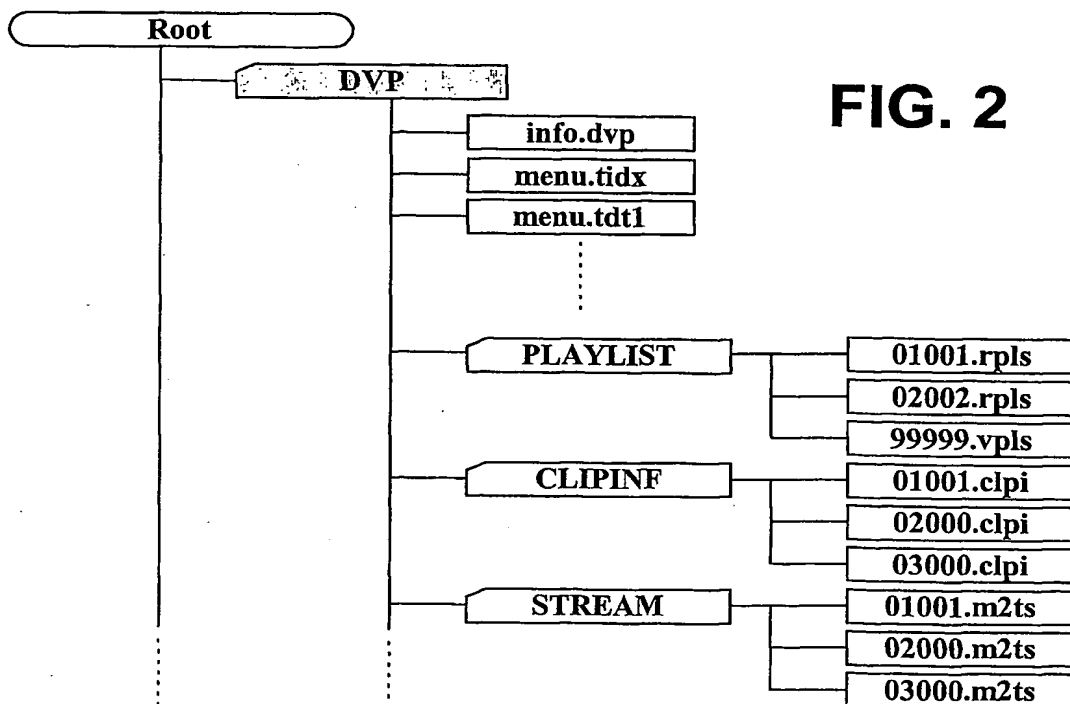 Root
DVP
FIG. 2
info.dvp
menu.tidx
menu.tdt1
PLAYLIST
01001.rpls
02002.rpls
99999.vpls
CLIPINF
01001.clpi
02000.clpi
03000.clpi
STREAM
01001.m2ts
02000.m2ts
03000.m2ts